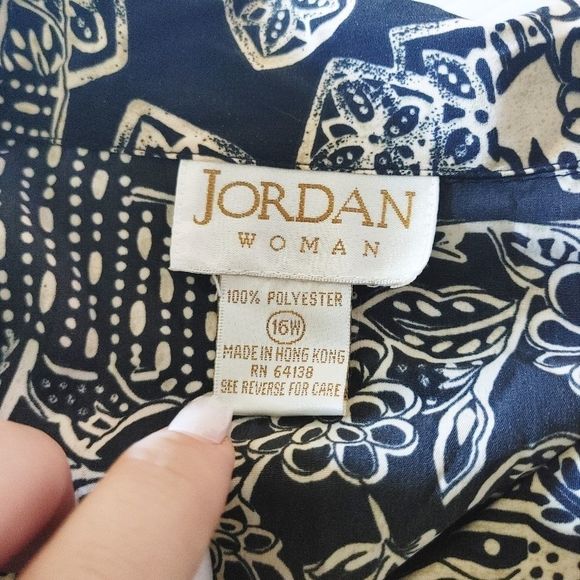 JORDAN
WOMAN
100% POLYESTER
16W
MADE IN HONG KONG
RN 64138
SEE REVERSE FOR CARE